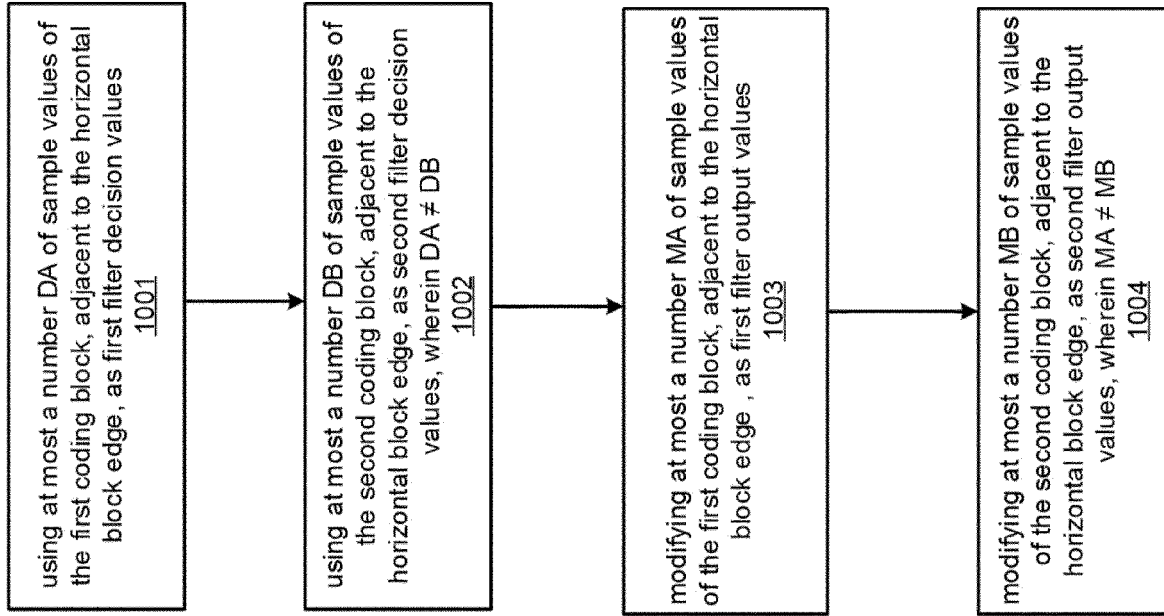 using at most a number DA of sample values of
the first coding block, adjacent to the horizontal
block edge, as first filter decision values
1001
using at most a number DB of sample values of
the second coding block, adjacent to the
horizontal block edge, as second filter decision
values, wherein DA ≠ DB
1002
modifying at most a number MA of sample values
of the first coding block, adjacent to the horizontal
block edge , as first filter output values
1003
modifying at most a number MB of sample values
of the second coding block, adjacent to the
horizontal block edge, as second filter output
values, wherein MA ≠ MB
1004